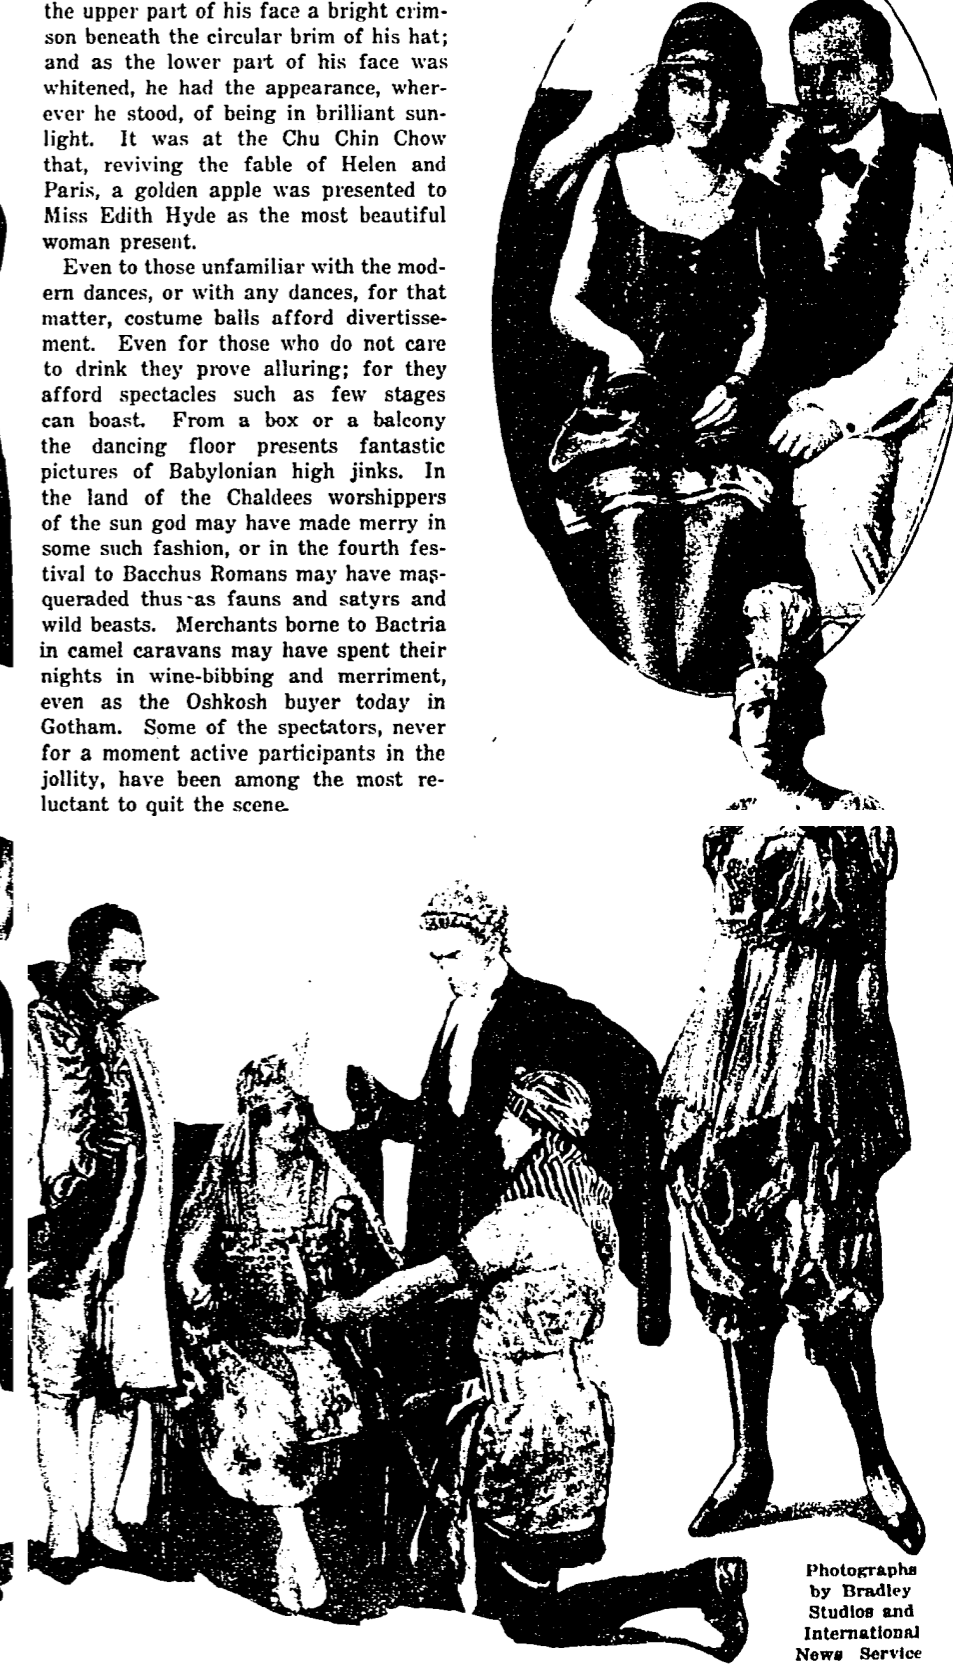 the upper part of his face a bright crim-
son beneath the circular brim of his hat;
and as the lower part of his face was
whitened, he had the appearance, wher-
ever he stood, of being in brilliant sun-
light. It was at the Chu Chin Chow
that, reviving the fable of Helen and
Paris, a golden apple was presented to
Miss Edith Hyde as the most beautiful
woman present.
Even to those unfamiliar with the mod-
ern dances, or with any dances, for that
matter, costume balls afford divertisse-
ment. Even for those who do not care
to drink they prove alluring; for they
afford spectacles such as few stages
can boast. From a box or a balcony
the dancing floor presents fantastic
pictures of Babylonian high jinks. In
the land of the Chaldees worshippers
of the sun god may have made merry in
some such fashion, or in the fourth fes-
tival to Bacchus Romans may have mas-
queraded thus as fauns and satyrs and
wild beasts. Merchants borne to Bactria
in camel caravans may have spent their
nights in wine-bibbing and merriment,
even as the Oshkosh buyer today in
Gotham. Some of the spectators, never
for a moment active participants in the
jollity, have been among the most re-
luctant to quit the scene.
Photographs
by Bradley
Studios and
International
News Service